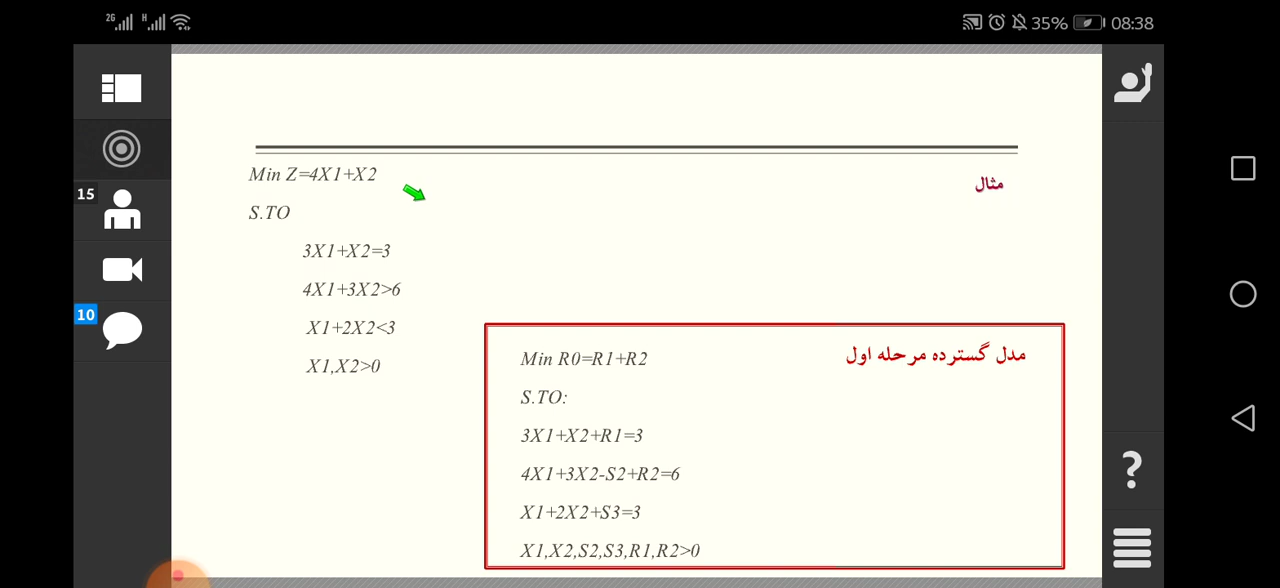 2G H 35% 08:38
15
10
مثال
Min Z=4X1+X2
S.TO
3X1+X2=3
4X1+3X2>6
X1+2X2<3
X1,X2>0
مدل گسترده مرحله اول
Min R0=R1+R2
S.TO:
3X1+X2+R1=3
4X1+3X2-S2+R2=6
X1+2X2+S3=3
X1,X2,S2,S3,R1,R2>0
?